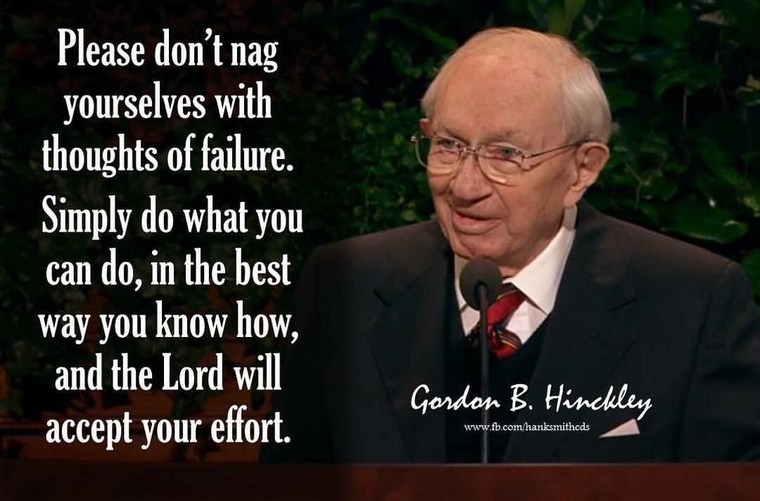 Please don't nag
yourselves with
thoughts of failure.
Simply do what you
can do, in the best
way you know how,
and the Lord will
accept your effort.
Gordon B. Hinckley
www.fb.com/hanksmithcds